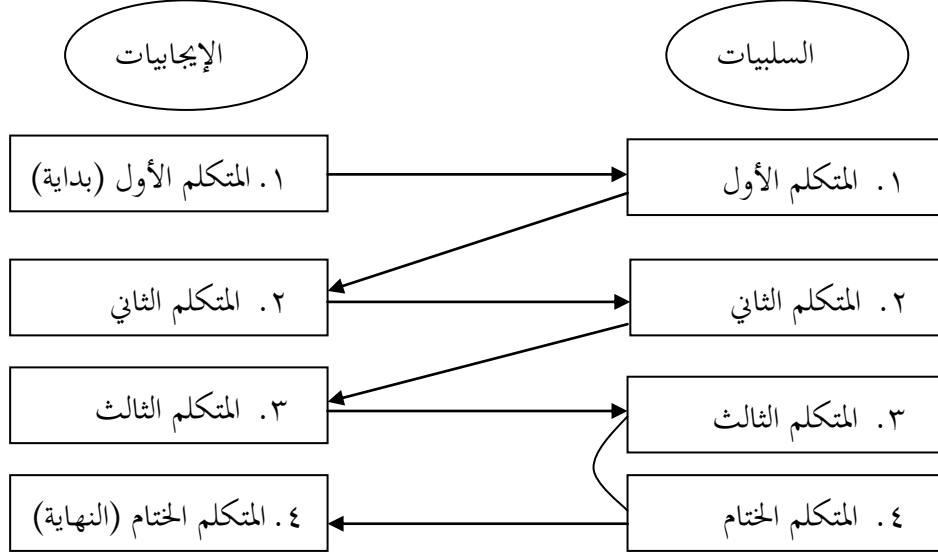 السلبيات
الإيجابيات
١. المتكلم الأول
١. المتكلم الأول (بداية)
٢. المتكلم الثاني
٢. المتكلم الثاني
٣. المتكلم الثالث
٣. المتكلم الثالث
٤. المتكلم الختام
٤. المتكلم الختام (النهاية)